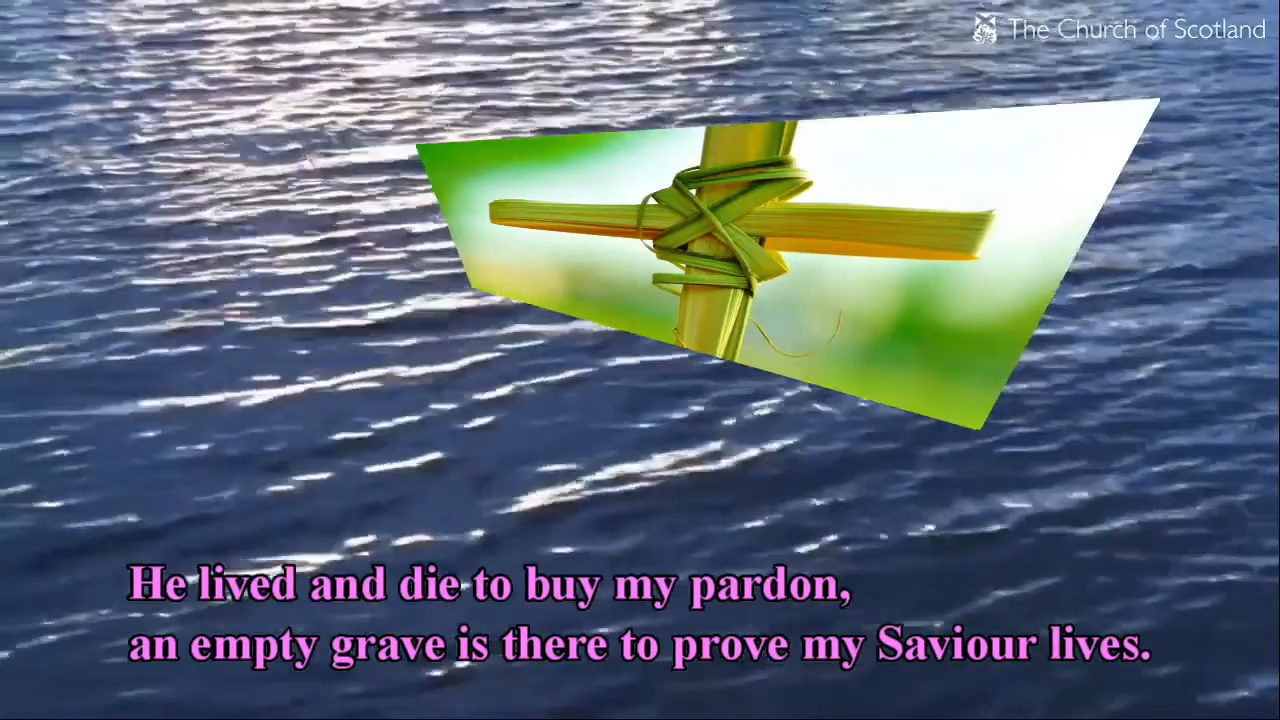 The Church of Scotland
He lived and die to buy my pardon,
an empty grave is there to prove my Saviour lives.